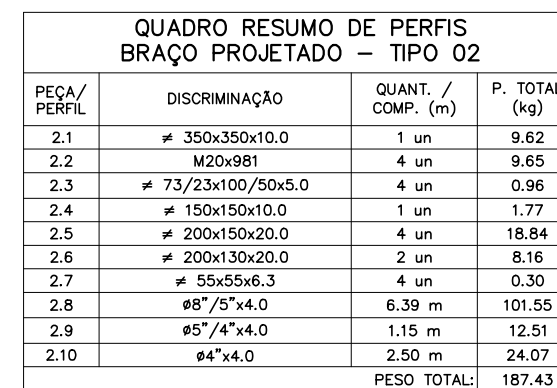 QUADRO RESUMO DE PERFIS
BRAÇO PROJETADO — TIPO 02
PEÇA/ PERFIL DISCRIMINAÇÃO QUANT. / COMP. (m) P. TOTAL (kg)
2.1 ≠ 350x350x10.0 1 un 9.62
2.2 M20x981 4 un 9.65
2.3 ≠ 73/23x100/50x5.0 4 un 0.96
2.4 ≠ 150x150x10.0 1 un 1.77
2.5 ≠ 200x150x20.0 4 un 18.84
2.6 ≠ 200x130x20.0 2 un 8.16
2.7 ≠ 55x55x6.3 4 un 0.30
2.8 ø8"/5"x4.0 6.39 m 101.55
2.9 ø5"/4"x4.0 1.15 m 12.51
2.10 ø4"x4.0 2.50 m 24.07
PESO TOTAL: 187.43